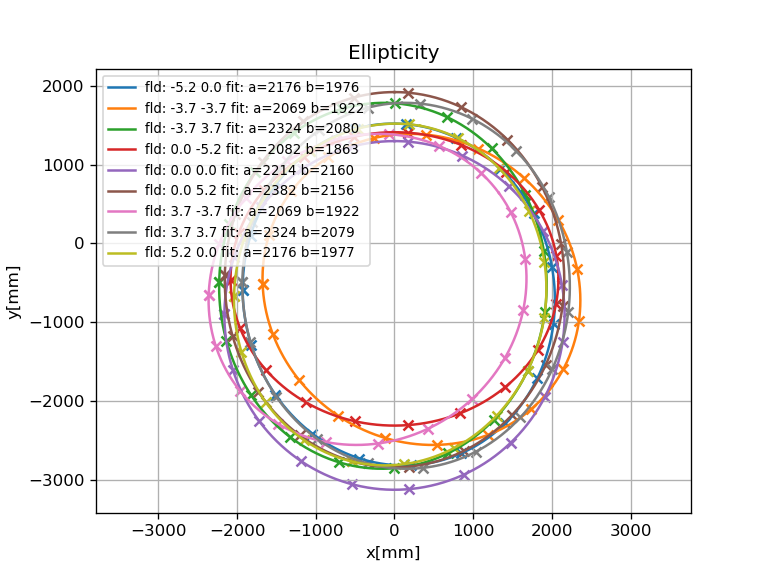 Ellipticity
fld: -5.2 0.0 fit: a=2176 b=1976
fld: -3.7 -3.7 fit: a=2069 b=1922
fld: -3.7 3.7 fit: a=2324 b=2080
fld: 0.0 -5.2 fit: a=2082 b=1863
fld: 0.0 0.0 fit: a=2214 b=2160
fld: 0.0 5.2 fit: a=2382 b=2156
fld: 3.7 -3.7 fit: a=2069 b=1922
fld: 3.7 3.7 fit: a=2324 b=2079
fld: 5.2 0.0 fit: a=2176 b=1977
2000
1000
0
−1000
−2000
−3000
y[mm]
−3000 −2000 −1000 0 1000 2000 3000
x[mm]